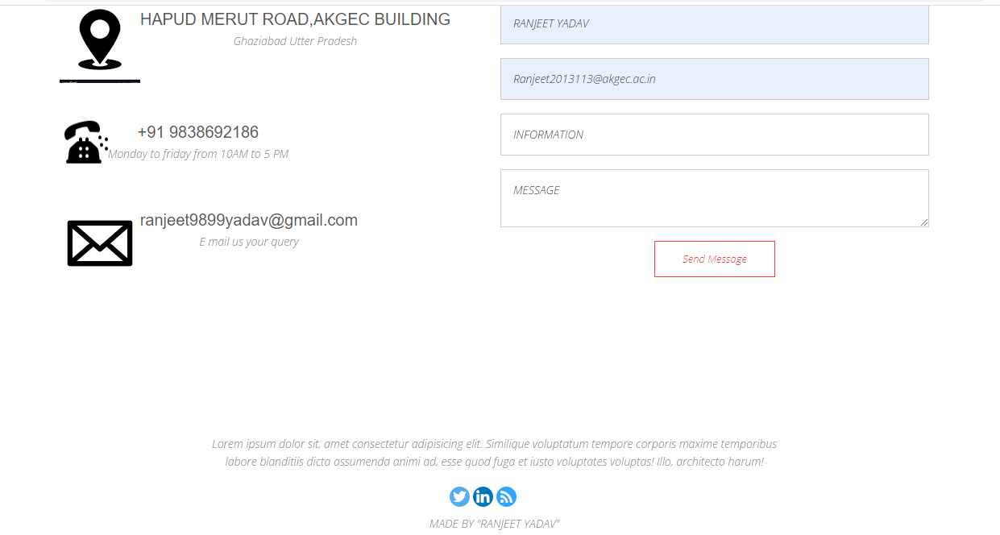 HAPUD MERUT ROAD,AKGEC BUILDING
Ghaziabad Utter Pradesh
+91 9838692186
Monday to friday from 10AM to 5 PM
ranjeet9899yadav@gmail.com
E mail us your query
RANJEET YADAV
Ranjeet2013113@akgec.ac.in
INFORMATION
MESSAGE
Send Message
Lorem ipsum dolor sit, amet consectetur adipisicing elit. Similique voluptatum tempore corporis maxime temporibus
labore blanditiis dicta assumenda animi ad, esse quod fuga et iusto voluptates voluptas! Illo, architecto harum!
in
MADE BY "RANJEET YADAV"